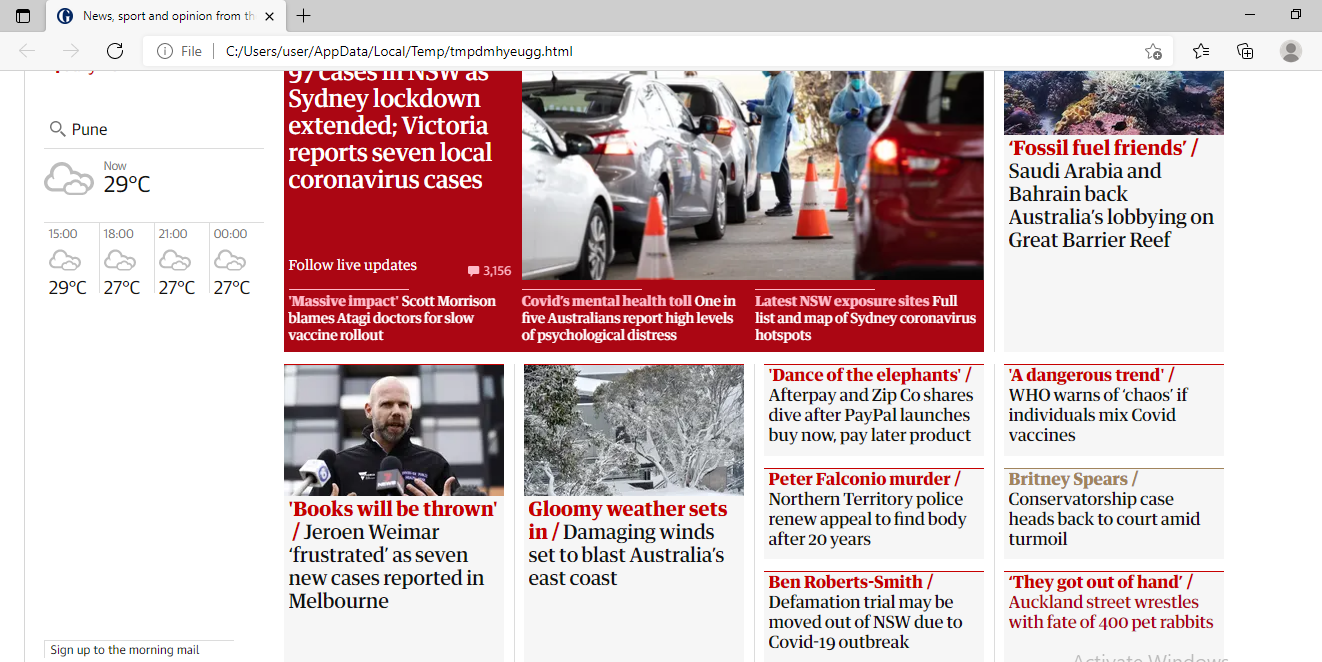 News, sport and opinion from th
File
C:/Users/user/AppData/Local/Temp/tmpdmhyeugg.html
Pune
Now
29°C
15:00 18:00 21:00 00:00
29°C 27°C 27°C 27°C
Sign up to the morning mail
97 cases in NSW as
Sydney lockdown
extended; Victoria
reports seven local
coronavirus cases
Follow live updates
3,156
'Massive impact' Scott Morrison
blames Atagi doctors for slow
vaccine rollout
Covid's mental health toll One in
five Australians report high levels
of psychological distress
Latest NSW exposure sites Full
list and map of Sydney coronavirus
hotspots
‘Fossil fuel friends’ /
Saudi Arabia and
Bahrain back
Australia’s lobbying on
Great Barrier Reef
'Books will be thrown'
/ Jeroen Weimar
‘frustrated’ as seven
new cases reported in
Melbourne
Gloomy weather sets
in / Damaging winds
set to blast Australia’s
east coast
'Dance of the elephants' /
Afterpay and Zip Co shares
dive after PayPal launches
buy now, pay later product
Peter Falconio murder /
Northern Territory police
renew appeal to find body
after 20 years
Ben Roberts-Smith /
Defamation trial may be
moved out of NSW due to
Covid-19 outbreak
'A dangerous trend' /
WHO warns of ‘chaos’ if
individuals mix Covid
vaccines
Britney Spears /
Conservatorship case
heads back to court amid
turmoil
‘They got out of hand’ /
Auckland street wrestles
with fate of 400 pet rabbits
Activate Windows